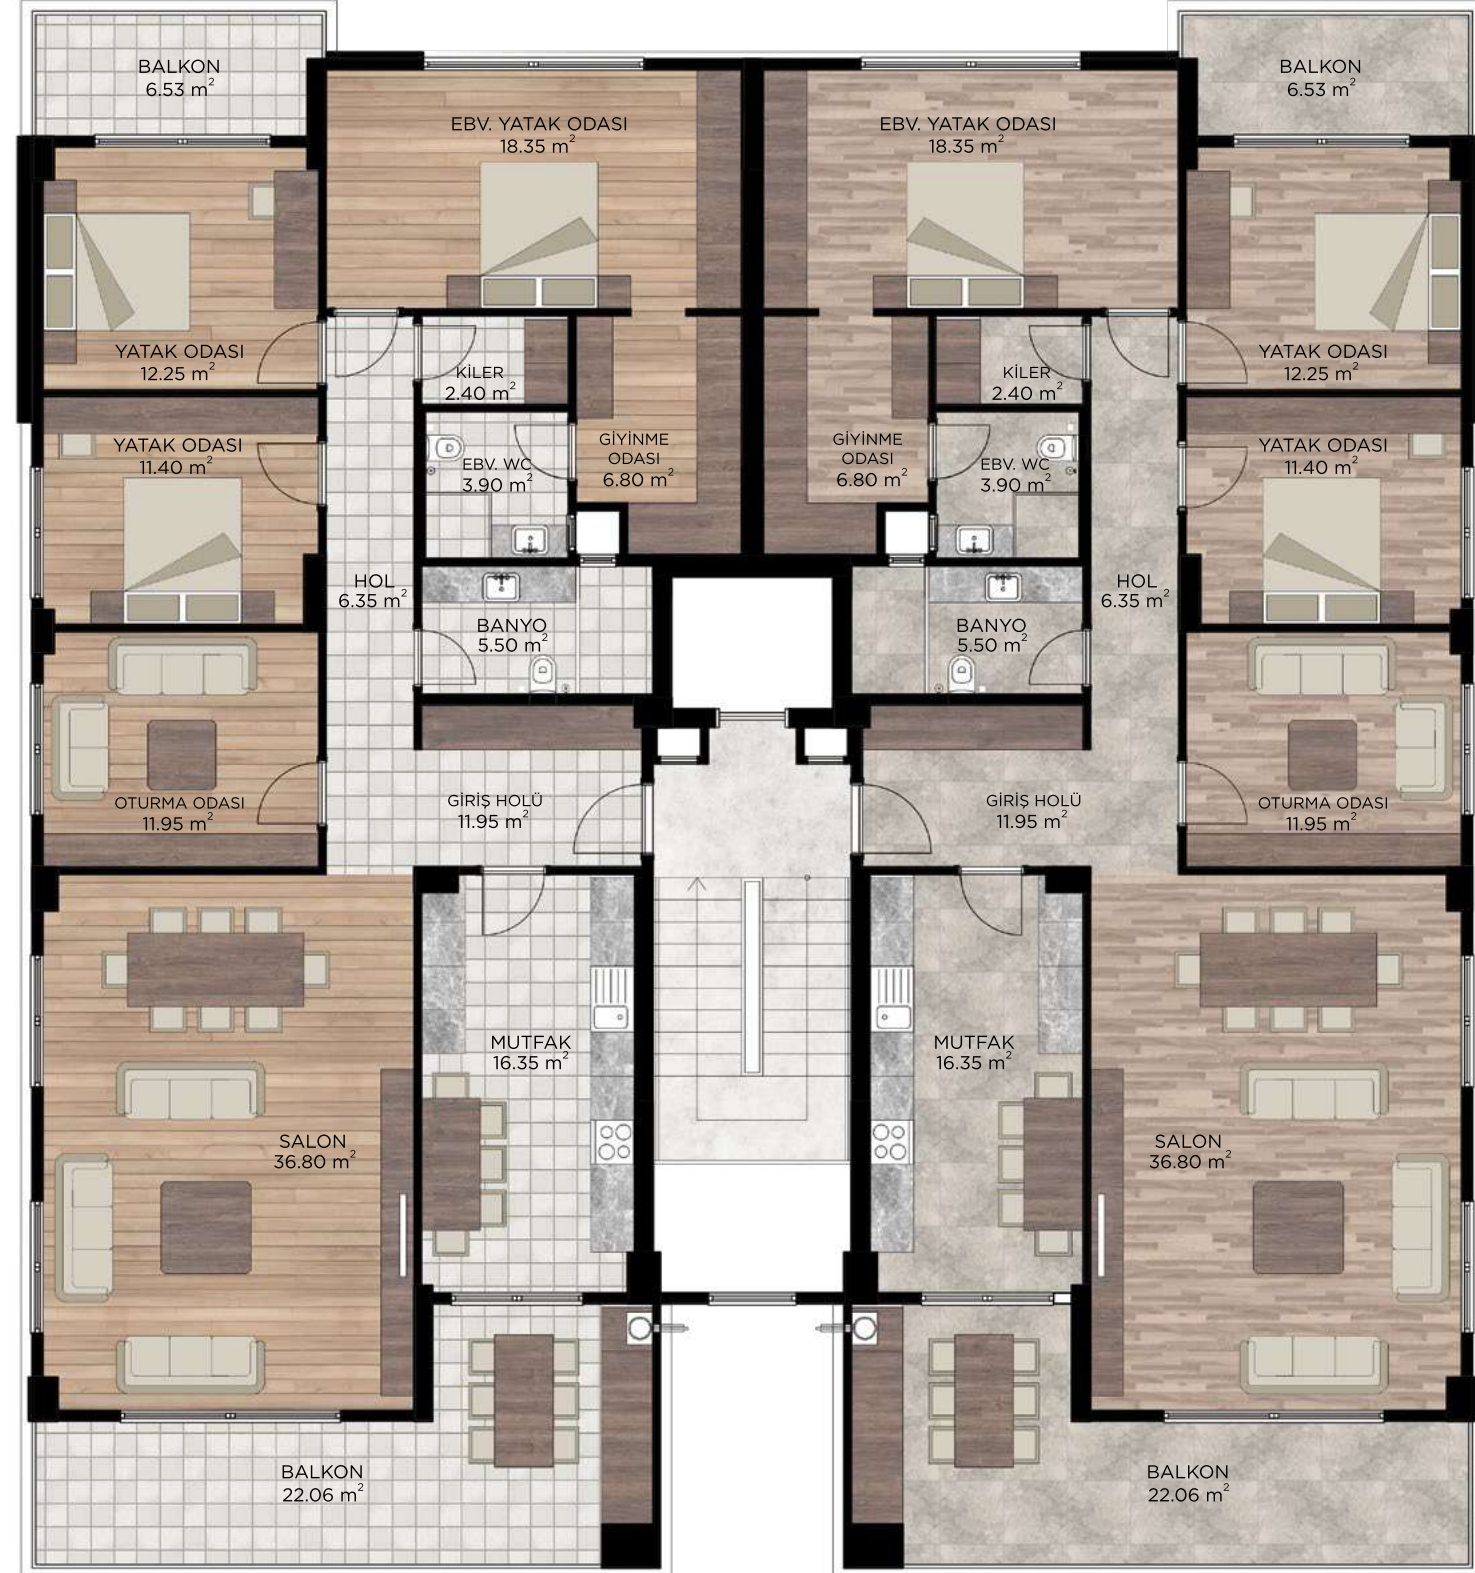 BALKON
6.53 m²
BALKON
6.53 m²
EBV. YATAK ODASI
18.35 m²
EBV. YATAK ODASI
18.35 m²
YATAK ODASI
12.25 m²
KİLER
2.40 m²
KİLER
2.40 m²
YATAK ODASI
12.25 m²
YATAK ODASI
11.40 m²
EBV. WC
3.90 m²
GİYİNME
ODASI
6.80 m²
GİYİNME
ODASI
6.80 m²
EBV. WC
3.90 m²
YATAK ODASI
11.40 m²
HOL
6.35 m²
BANYO
5.50 m²
BANYO
5.50 m²
HOL
6.35 m²
OTURMA ODASI
11.95 m²
GİRİŞ HOLÜ
11.95 m²
GİRİŞ HOLÜ
11.95 m²
OTURMA ODASI
11.95 m²
MUTFAK
16.35 m²
MUTFAK
16.35 m²
SALON
36.80 m²
SALON
36.80 m²
BALKON
22.06 m²
BALKON
22.06 m²